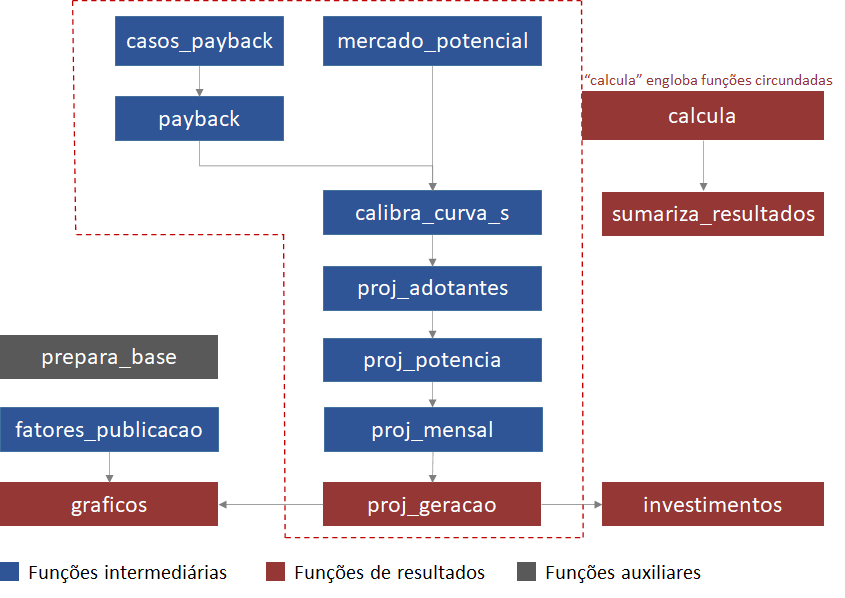 casos_payback
mercado_potencial
"calcula" engloba funções circundadas
payback
calcula
calibra_curva_s
sumariza_resultados
proj_adotantes
prepara_base
proj_potencia
fatores_publicacao
proj_mensal
graficos
proj_geracao
investimentos
Funções intermediárias
Funções de resultados
Funções auxiliares